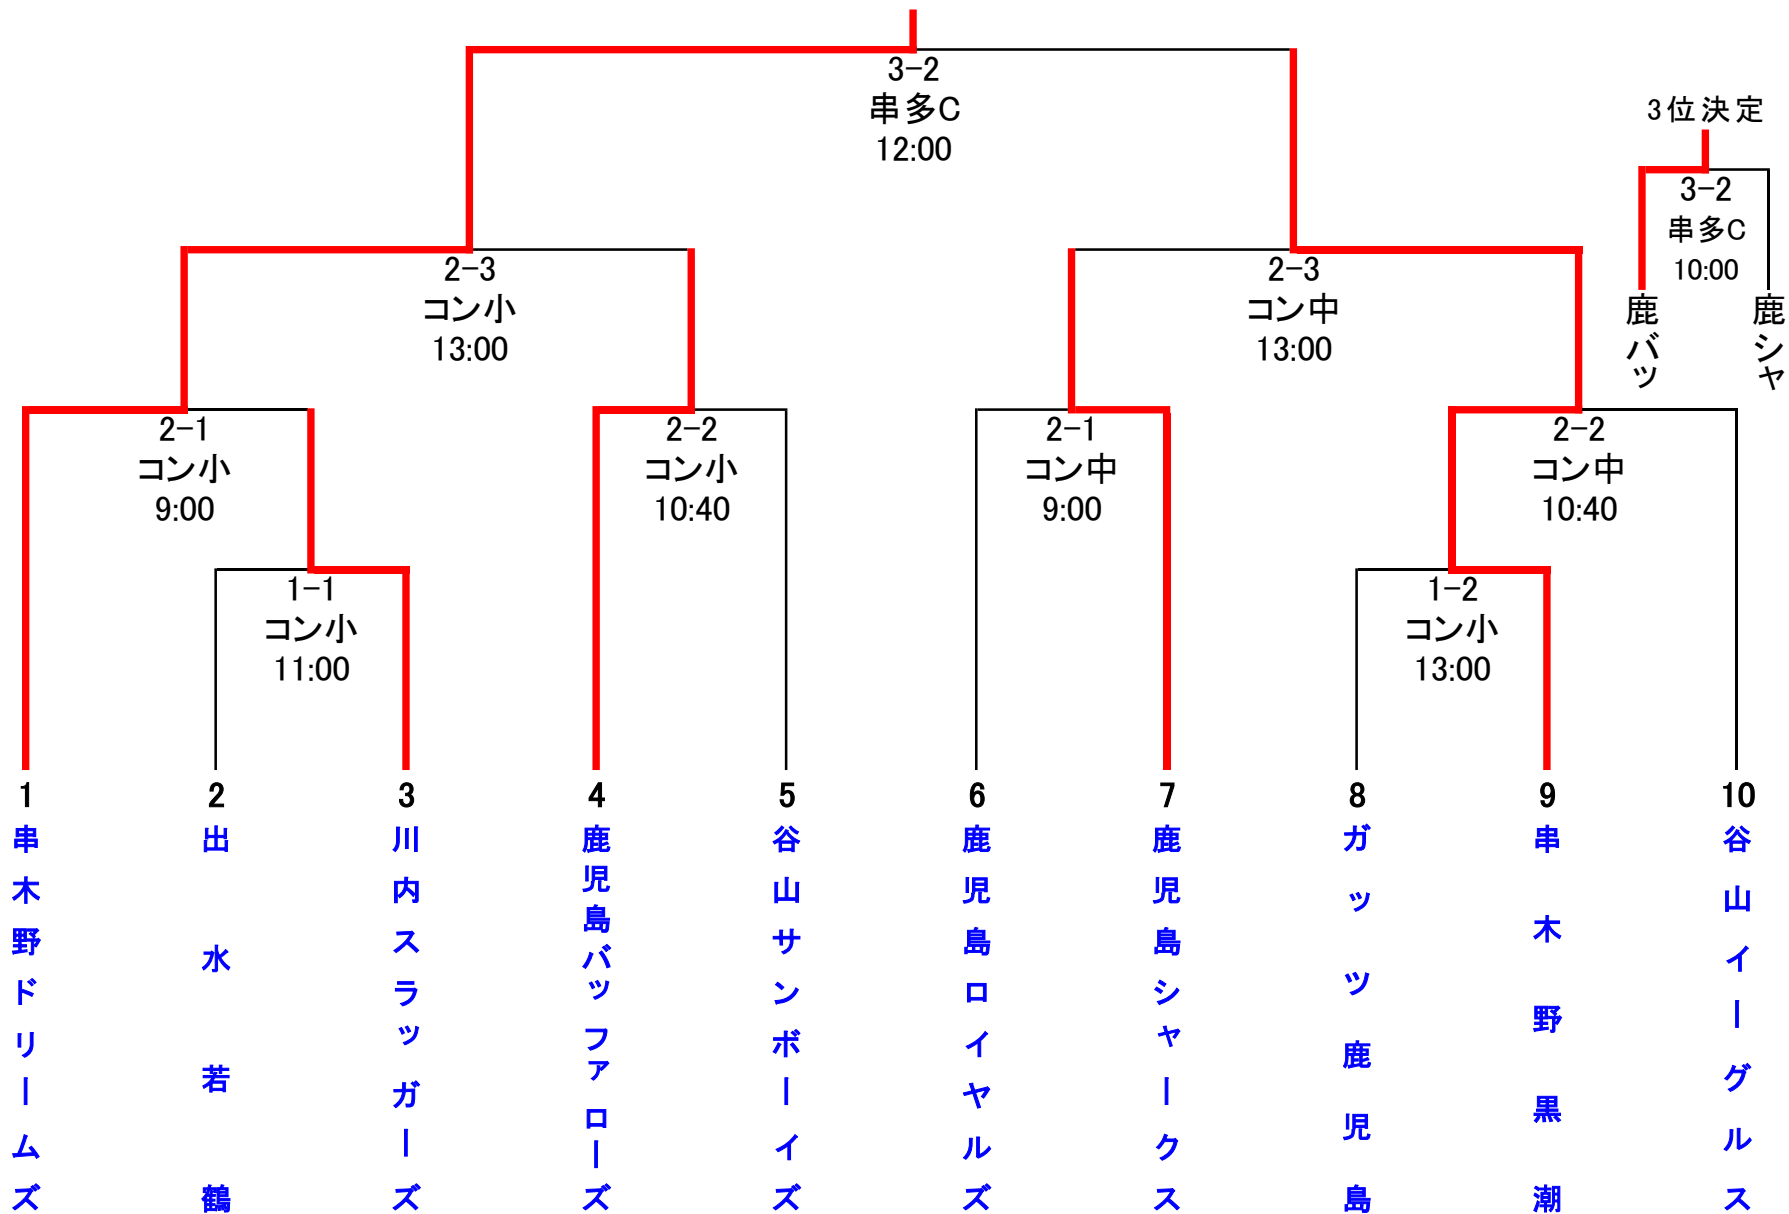 3-2
串多C
12:00
3位決定
3-2
串多C
10:00
鹿バッ
鹿シャ
2-3
コン小
13:00
2-3
コン中
13:00
2-1
コン小
9:00
2-2
コン小
10:40
2-1
コン中
9:00
2-2
コン中
10:40
1-1
コン小
11:00
1-2
コン小
13:00
1
2
3
4
5
6
7
8
9
10
串木野ドリームズ
出水若鶴
川内スラッガーズ
鹿児島バッファローズ
谷山サンボーイズ
鹿児島ロイヤルズ
鹿児島シャークス
ガッツ鹿児島
串木野黒潮
谷山イーグルス